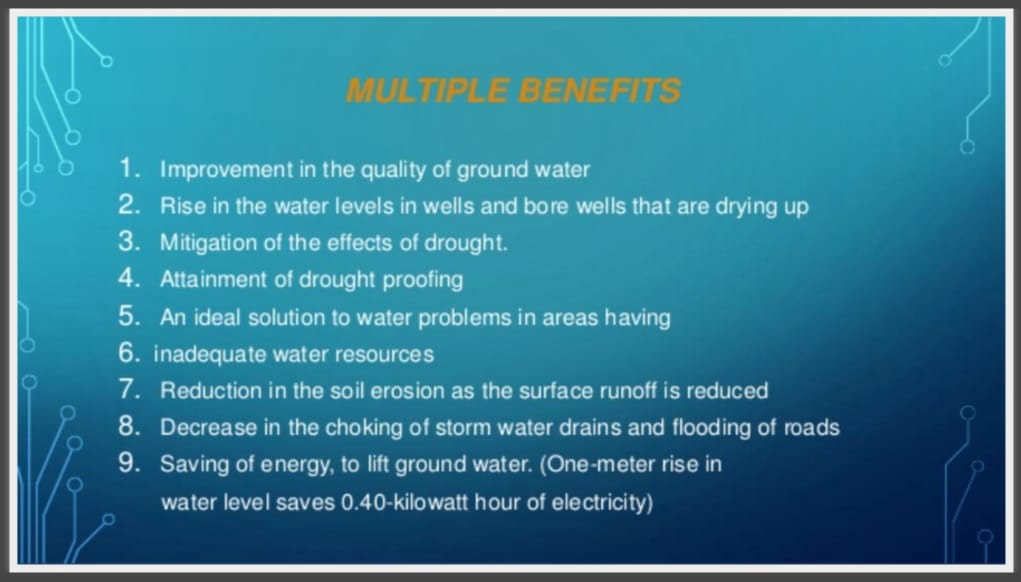 MULTIPLE BENEFITS
1. Improvement in the quality of ground water
2. Rise in the water levels in wells and bore wells that are drying up
3. Mitigation of the effects of drought.
4. Attainment of drought proofing
5. An ideal solution to water problems in areas having
6. inadequate water resources
7. Reduction in the soil erosion as the surface runoff is reduced
8. Decrease in the choking of storm water drains and flooding of roads
9. Saving of energy, to lift ground water. (One-meter rise in
water level saves 0.40-kilowatt hour of electricity)